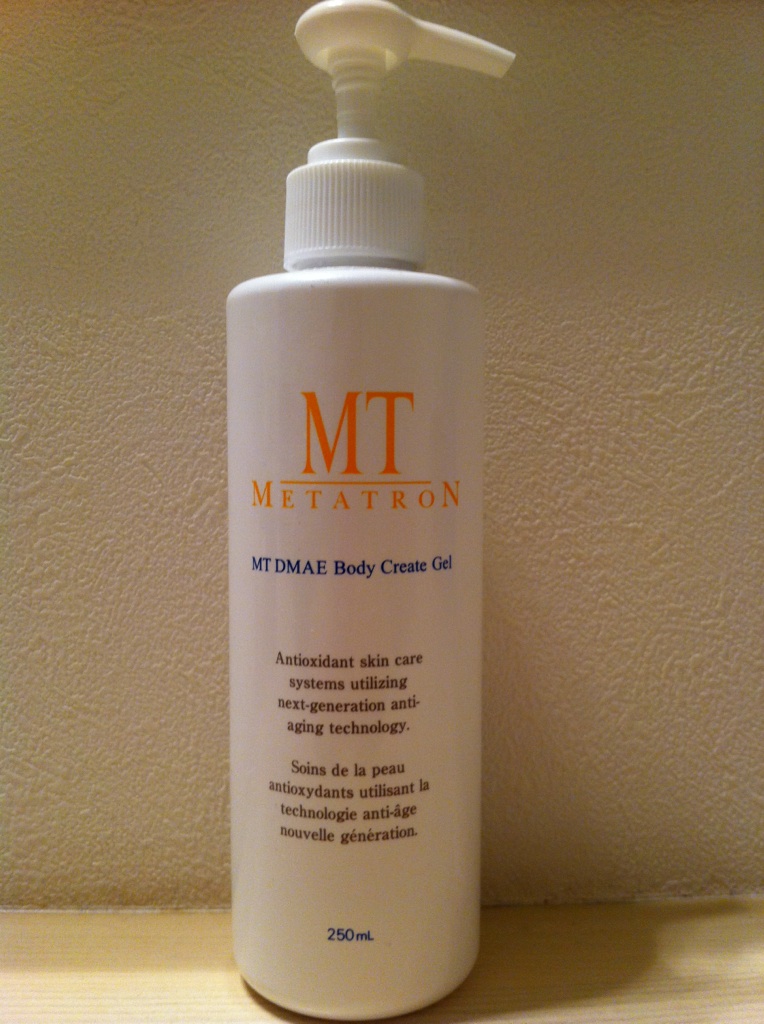 MT
METATRON
MT DMAE Body Create Gel
Antioxidant skin care
systems utilizing
next-generation anti-
aging technology.
Soins de la peau
antioxydants utilisant la
technologie anti-âge
nouvelle génération.
250mL